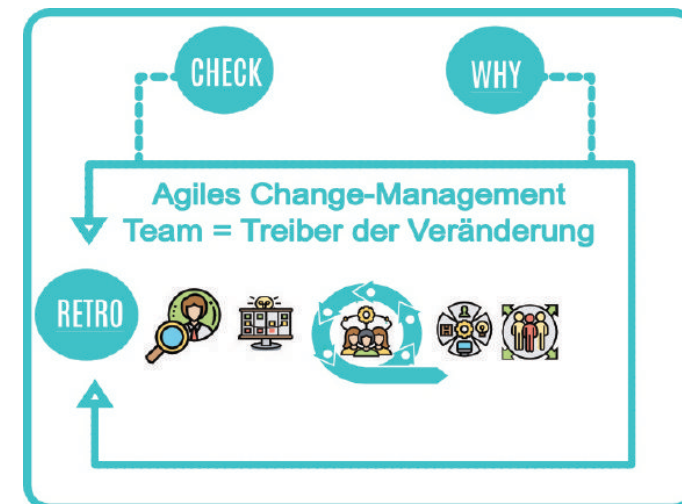 CHECK
WHY
Agiles Change-Management
Team = Treiber der Veränderung
RETRO